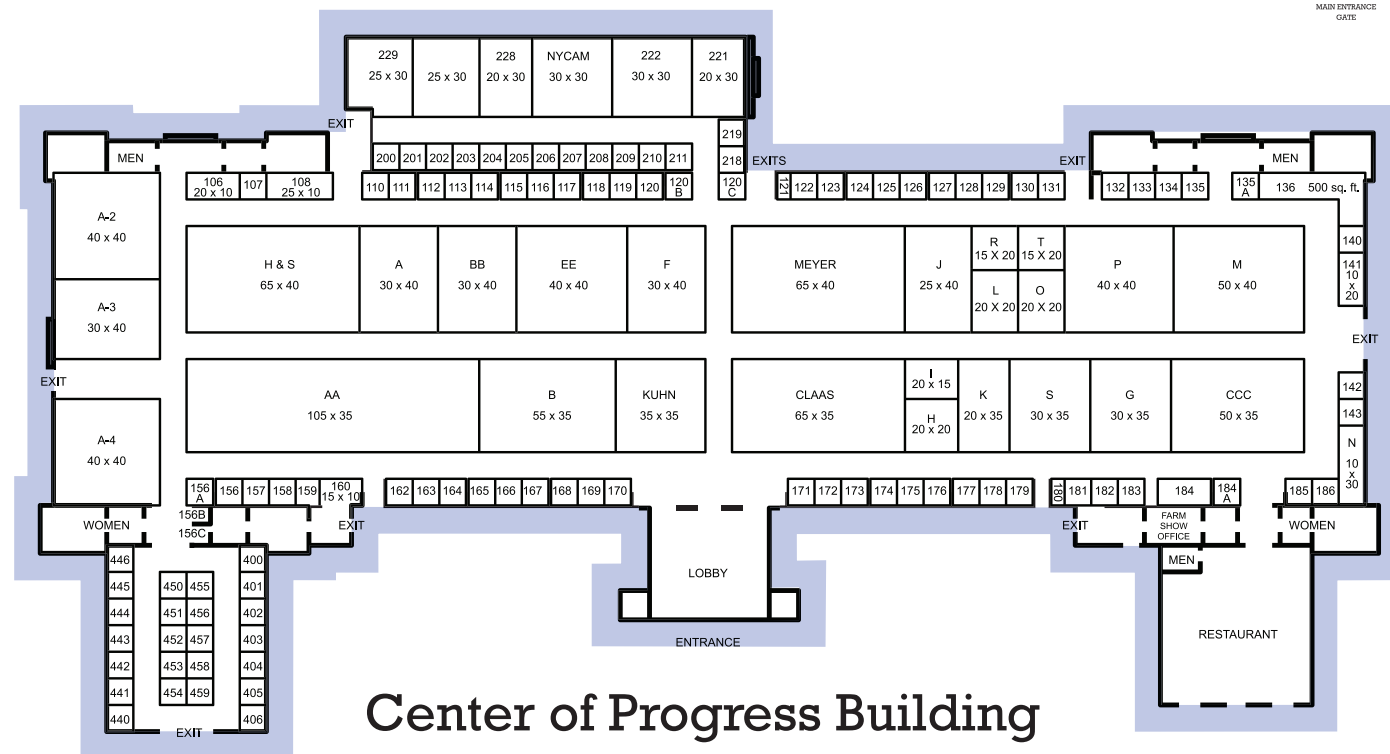 MAIN ENTRANCE
GATE
229
25 x 30
25 x 30
228
20 x 30
NYCAM
30 x 30
222
30 x 30
221
20 x 30
EXIT
219
218
EXITS
EXIT
MEN
200 201 202 203 204 205 206 207 208 209 210 211
MEN
106
20 x 10
107
108
25 x 10
110 111 112 113 114 115 116 117 118 119 120
120
B
120
C
121 122 123 124 125 126 127 128 129 130 131
132 133 134 135
135
A
136 500 sq. ft.
A-2
40 x 40
H & S
65 x 40
A
30 x 40
BB
30 x 40
EE
40 x 40
F
30 x 40
MEYER
65 x 40
J
25 x 40
R
15 X 20
T
15 X 20
L
20 X 20
O
20 X 20
P
40 x 40
M
50 x 40
140
141
10
x
20
A-3
30 x 40
EXIT
EXIT
AA
105 x 35
B
55 x 35
KUHN
35 x 35
CLAAS
65 x 35
I
20 x 15
H
20 x 20
K
20 x 35
S
30 x 35
G
30 x 35
CCC
50 x 35
142
143
N
10
x
30
A-4
40 x 40
156
A
156 157 158 159
160
15 x 10
162 163 164 165 166 167 168 169 170
171 172 173 174 175 176 177 178 179
180 181 182 183
184
184
A
185 186
WOMEN
156B
156C
EXIT
EXIT
FARM
SHOW
OFFICE
WOMEN
MEN
LOBBY
446
445
444
443
442
441
440
450 455
451 456
452 457
453 458
454 459
400
401
402
403
404
405
406
EXIT
ENTRANCE
RESTAURANT
Center of Progress Building